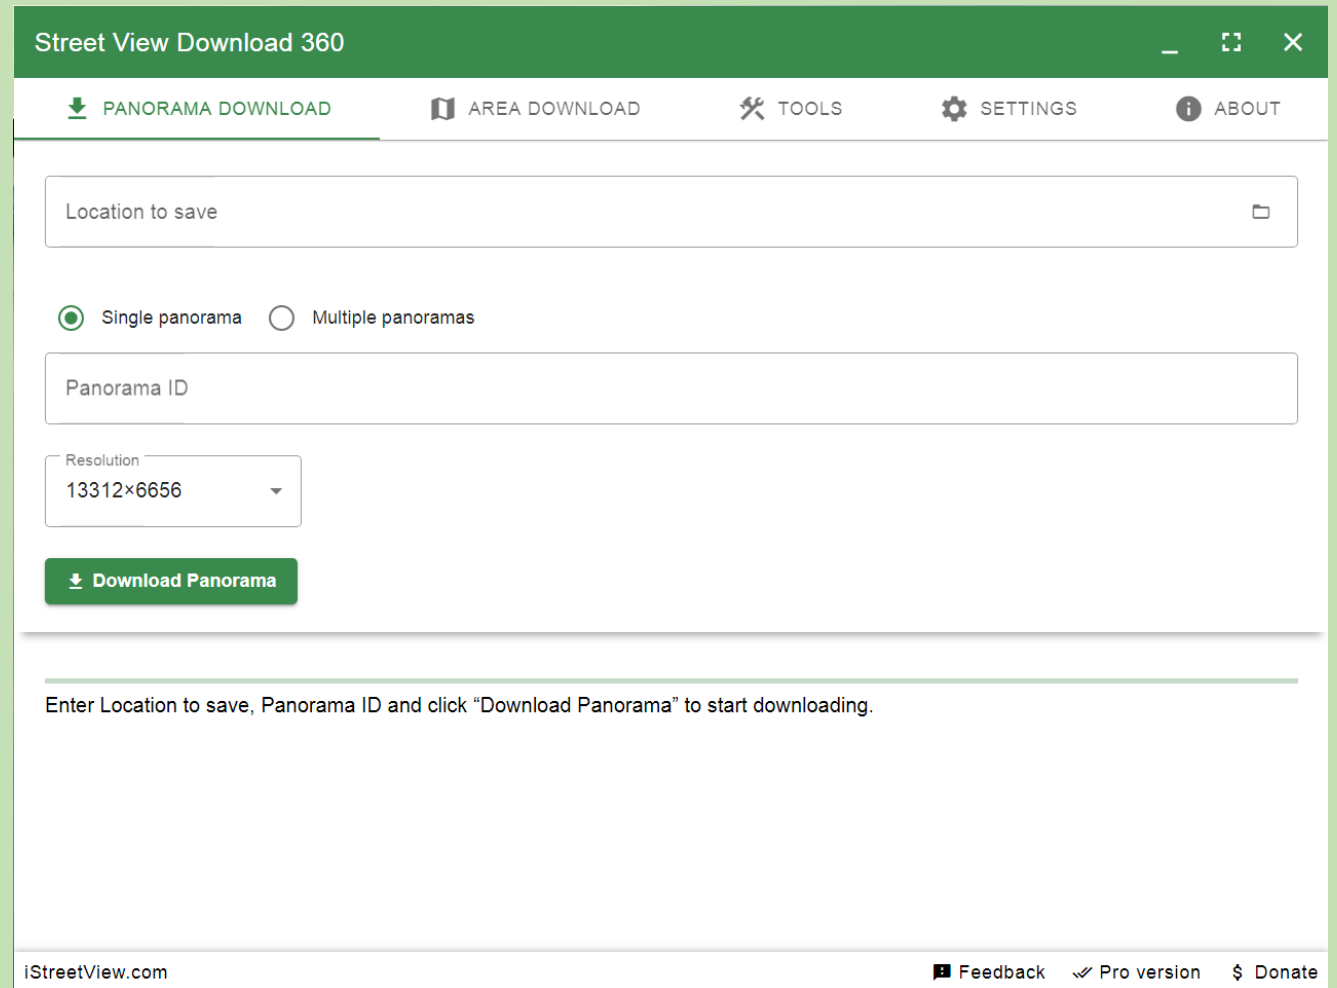 Street View Download 360
PANORAMA DOWNLOAD AREA DOWNLOAD TOOLS SETTINGS ABOUT
Location to save
Single panorama Multiple panoramas
Panorama ID
Resolution
13312×6656
Download Panorama
Enter Location to save, Panorama ID and click “Download Panorama” to start downloading.
iStreetView.com Feedback Pro version $ Donate